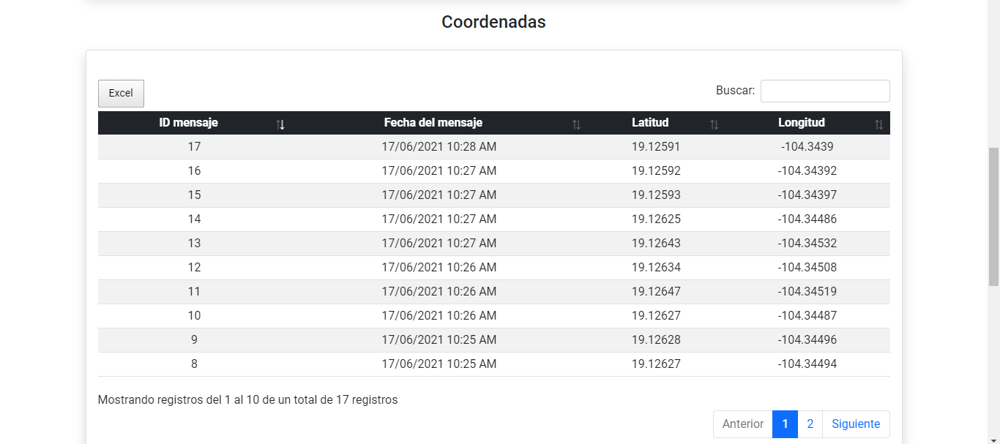 Coordenadas
Excel
Buscar:
ID mensaje Fecha del mensaje Latitud Longitud
17 17/06/2021 10:28 AM 19.12591 -104.3439
16 17/06/2021 10:27 AM 19.12592 -104.34392
15 17/06/2021 10:27 AM 19.12593 -104.34397
14 17/06/2021 10:27 AM 19.12625 -104.34486
13 17/06/2021 10:27 AM 19.12643 -104.34532
12 17/06/2021 10:26 AM 19.12634 -104.34508
11 17/06/2021 10:26 AM 19.12647 -104.34519
10 17/06/2021 10:26 AM 19.12627 -104.34487
9 17/06/2021 10:25 AM 19.12628 -104.34496
8 17/06/2021 10:25 AM 19.12627 -104.34494
Mostrando registros del 1 al 10 de un total de 17 registros
Anterior 1 2 Siguiente